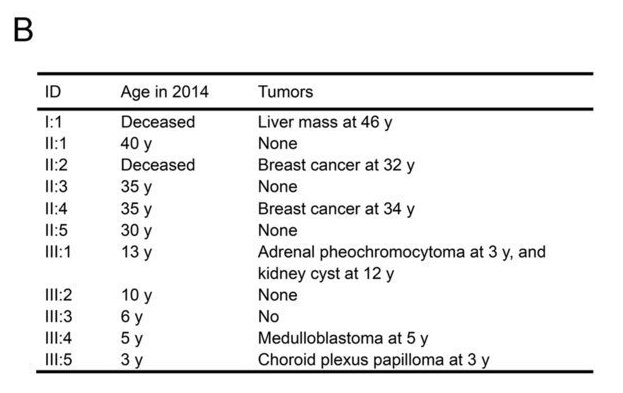 B
ID Age in 2014 Tumors
I:1 Deceased Liver mass at 46 y
II:1 40 y None
II:2 Deceased Breast cancer at 32 y
II:3 35 y None
II:4 35 y Breast cancer at 34 y
II:5 30 y None
III:1 13 y Adrenal pheochromocytoma at 3 y, and
kidney cyst at 12 y
III:2 10 y None
III:3 6 y No
III:4 5 y Medulloblastoma at 5 y
III:5 3 y Choroid plexus papilloma at 3 y